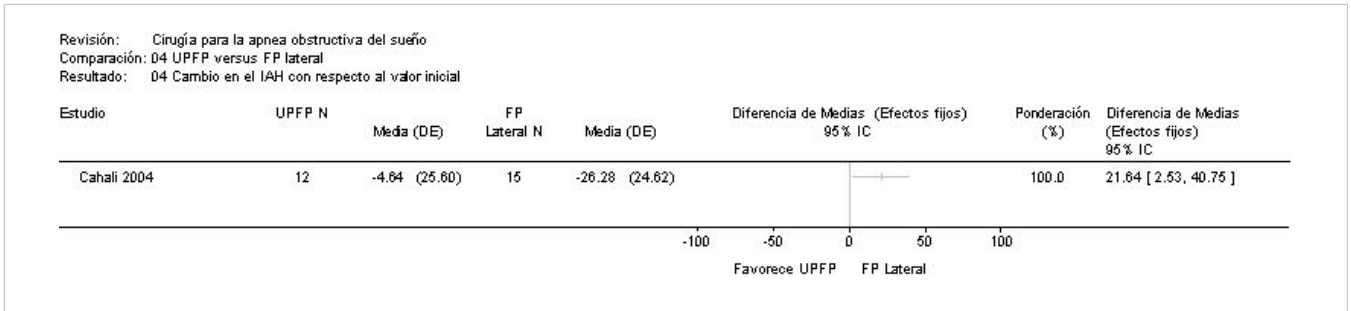 Revisión: Cirugía para la apnea obstructiva del sueño
Comparación: 04 UPFP versus FP lateral
Resultado: 04 Cambio en el IAH con respecto al valor inicial
Estudio UPFP N FP Diferencia de Medias (Efectos fijos) Ponderación Diferencia de Medias
Media (DE) Lateral N Media (DE) 95% IC (%) (Efectos fijos)
95% IC
Cahali 2004 12 -4.64 (25.60) 15 -26.28 (24.62) 100.0 21.64 [ 2.53, 40.75 ]
-100 -50 0 50 100
Favorece UPFP FP Lateral